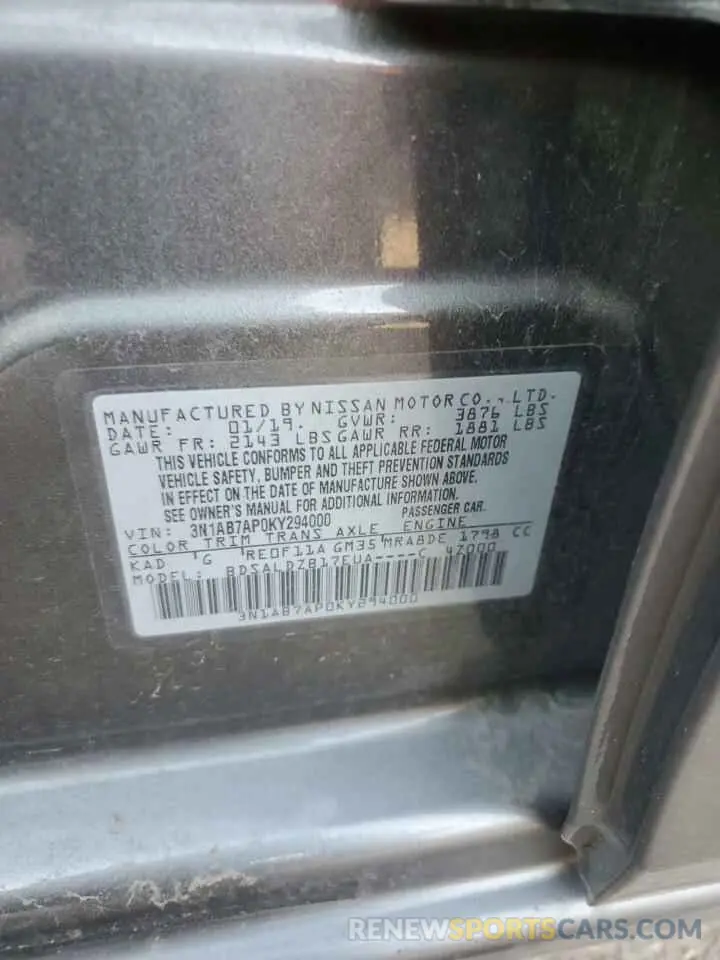 MANUFACTURED BY NISSAN MOTOR CO., LTD.
DATE: 01/19. GVWR: 3876 LBS
GAWR FR: 2143 LBS GAWR RR: 1881 LBS
THIS VEHICLE CONFORMS TO ALL APPLICABLE FEDERAL MOTOR
VEHICLE SAFETY, BUMPER AND THEFT PREVENTION STANDARDS
IN EFFECT ON THE DATE OF MANUFACTURE SHOWN ABOVE.
SEE OWNER'S MANUAL FOR ADDITIONAL INFORMATION.
VIN: 3N1AB7AP0KY294000 PASSENGER CAR.
COLOR TRIM TRANS AXLE ENGINE
KAD G RE0F11A GM35 MRA8DE 1798 CC
MODEL: BDSALDZB17EUA----C 4Z000
3N1AB7AP0KY294000
RENEWSPORTSCARS.COM